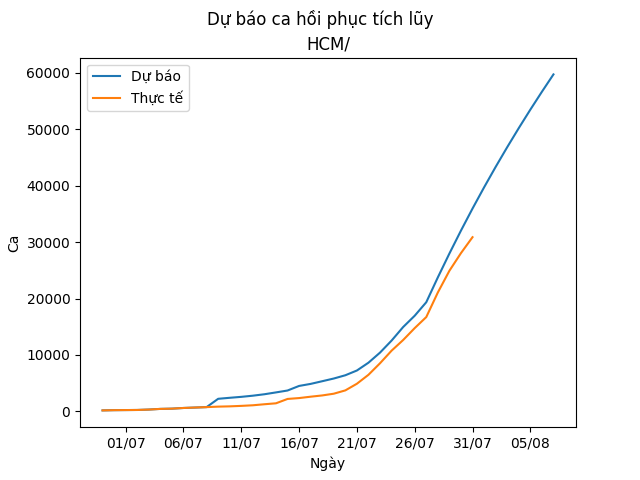 Dự báo ca hồi phục tích lũy
HCM/
Dự báo
Thực tế
60000
50000
40000
30000
20000
10000
0
Ca
01/07 06/07 11/07 16/07 21/07 26/07 31/07 05/08
Ngày